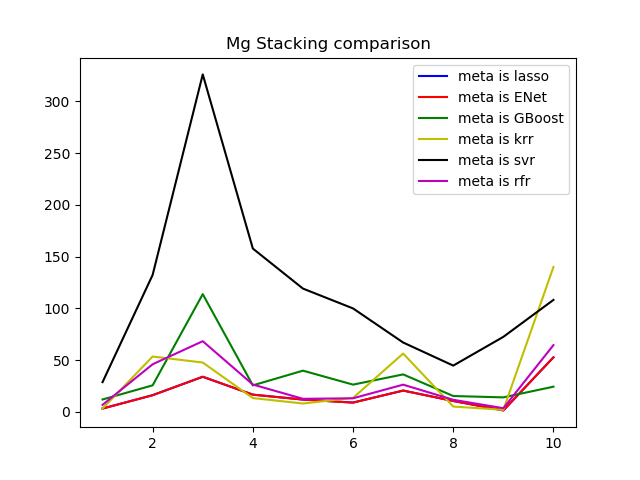 Mg Stacking comparison
meta is lasso
meta is ENet
meta is GBoost
meta is krr
meta is svr
meta is rfr
300
250
200
150
100
50
0
2 4 6 8 10